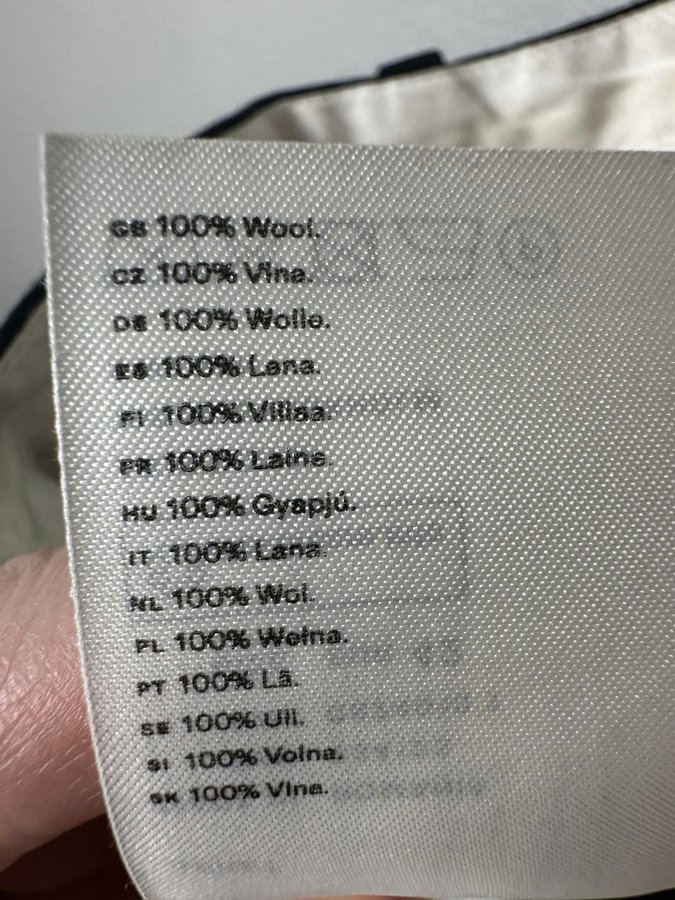 GB 100% Wool.
CZ 100% Vlna.
DE 100% Wolle.
ES 100% Lana.
FI 100% Villaa.
FR 100% Laine.
HU 100% Gyapjú.
IT 100% Lana.
NL 100% Wol.
PL 100% Wełna.
PT 100% Lã.
SE 100% Ull.
SI 100% Volna.
SK 100% Vlna.